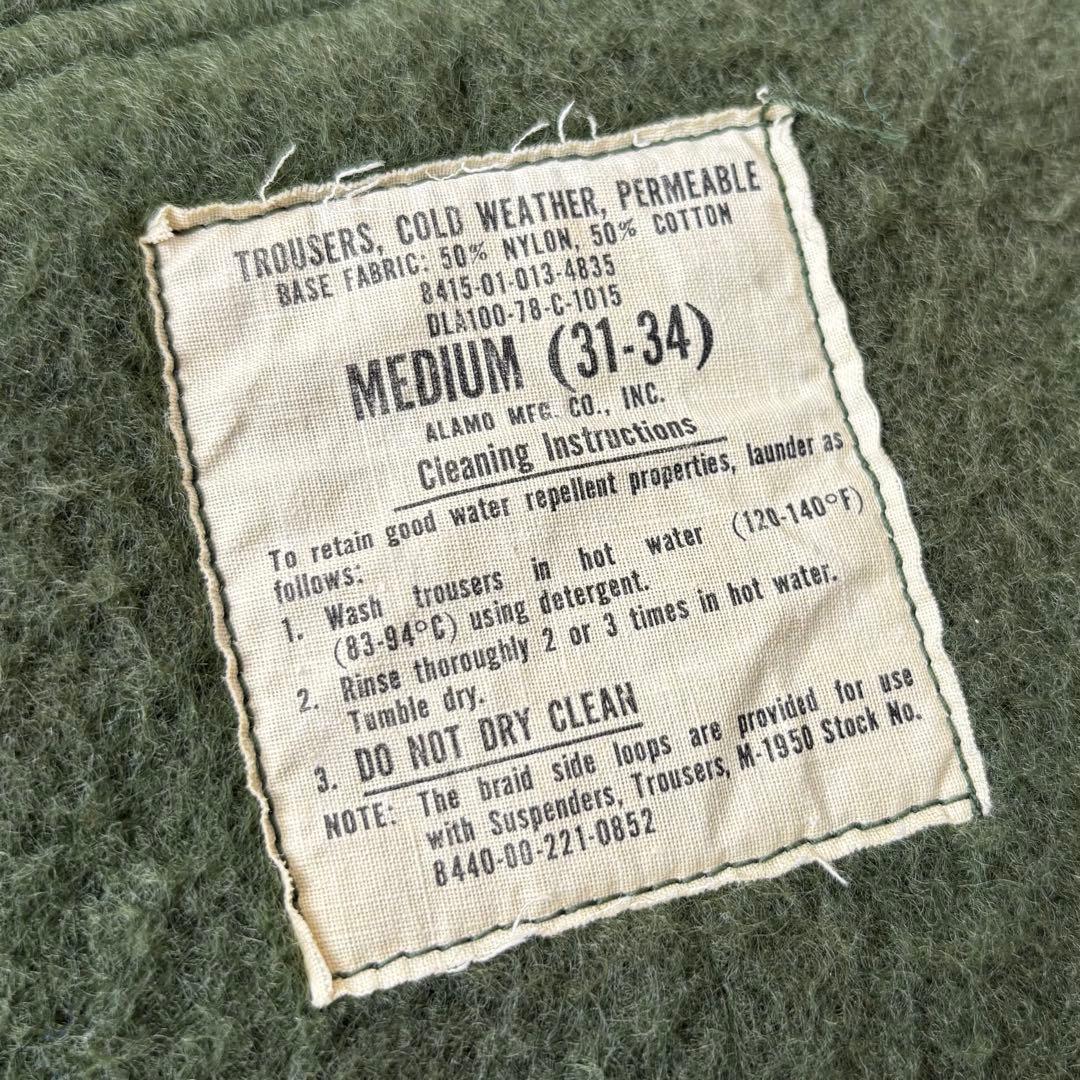 TROUSERS, COLD WEATHER, PERMEABLE
BASE FABRIC: 50% NYLON, 50% COTTON
8415-01-013-4835
DLA100-78-C-1015
MEDIUM (31-34)
ALAMO MFG. CO., INC.
Cleaning Instructions
To retain good water repellent properties, launder as
follows:
1. Wash trousers in hot water (120-140°F)
(83-94°C) using detergent.
2. Rinse thoroughly 2 or 3 times in hot water.
Tumble dry.
3. DO NOT DRY CLEAN
NOTE: The braid side loops are provided for use
with Suspenders, Trousers, M-1950 Stock No.
8440-00-221-0852